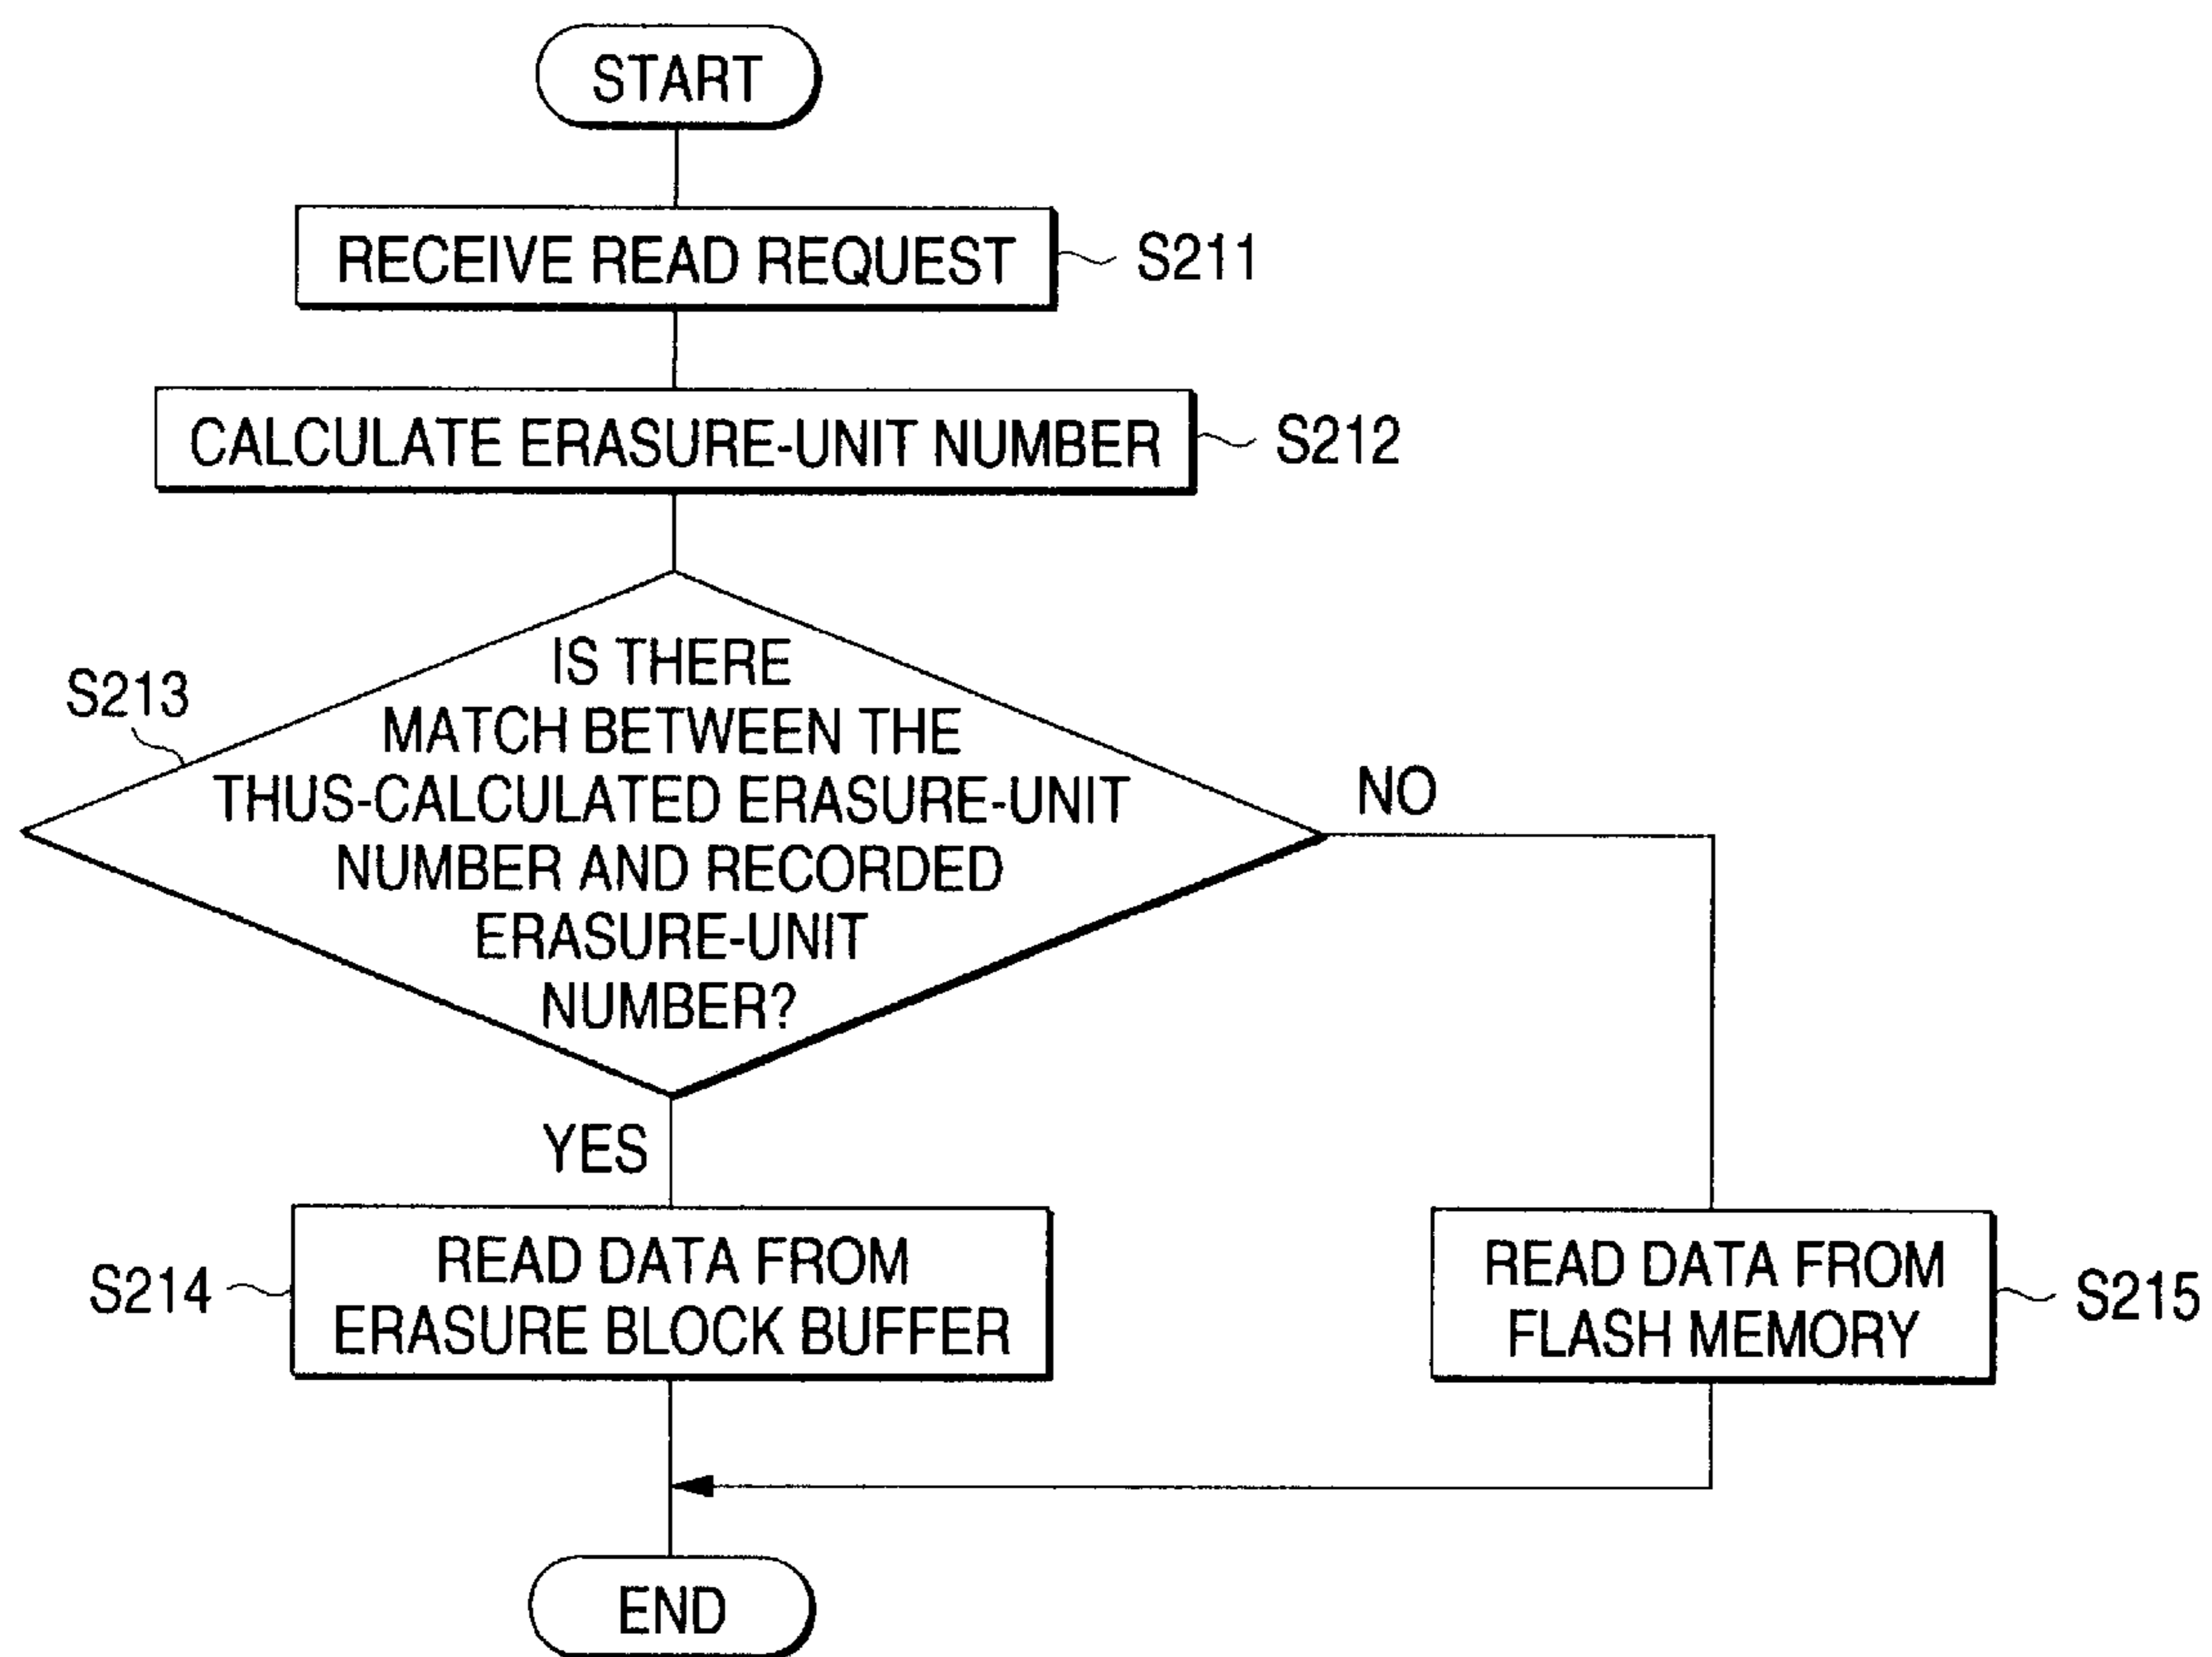 START
RECEIVE READ REQUEST
S211
CALCULATE ERASURE-UNIT NUMBER
S212
S213
IS THERE
MATCH BETWEEN THE
THUS-CALCULATED ERASURE-UNIT
NUMBER AND RECORDED
ERASURE-UNIT
NUMBER?
NO
YES
S214
READ DATA FROM
ERASURE BLOCK BUFFER
READ DATA FROM
FLASH MEMORY
S215
END